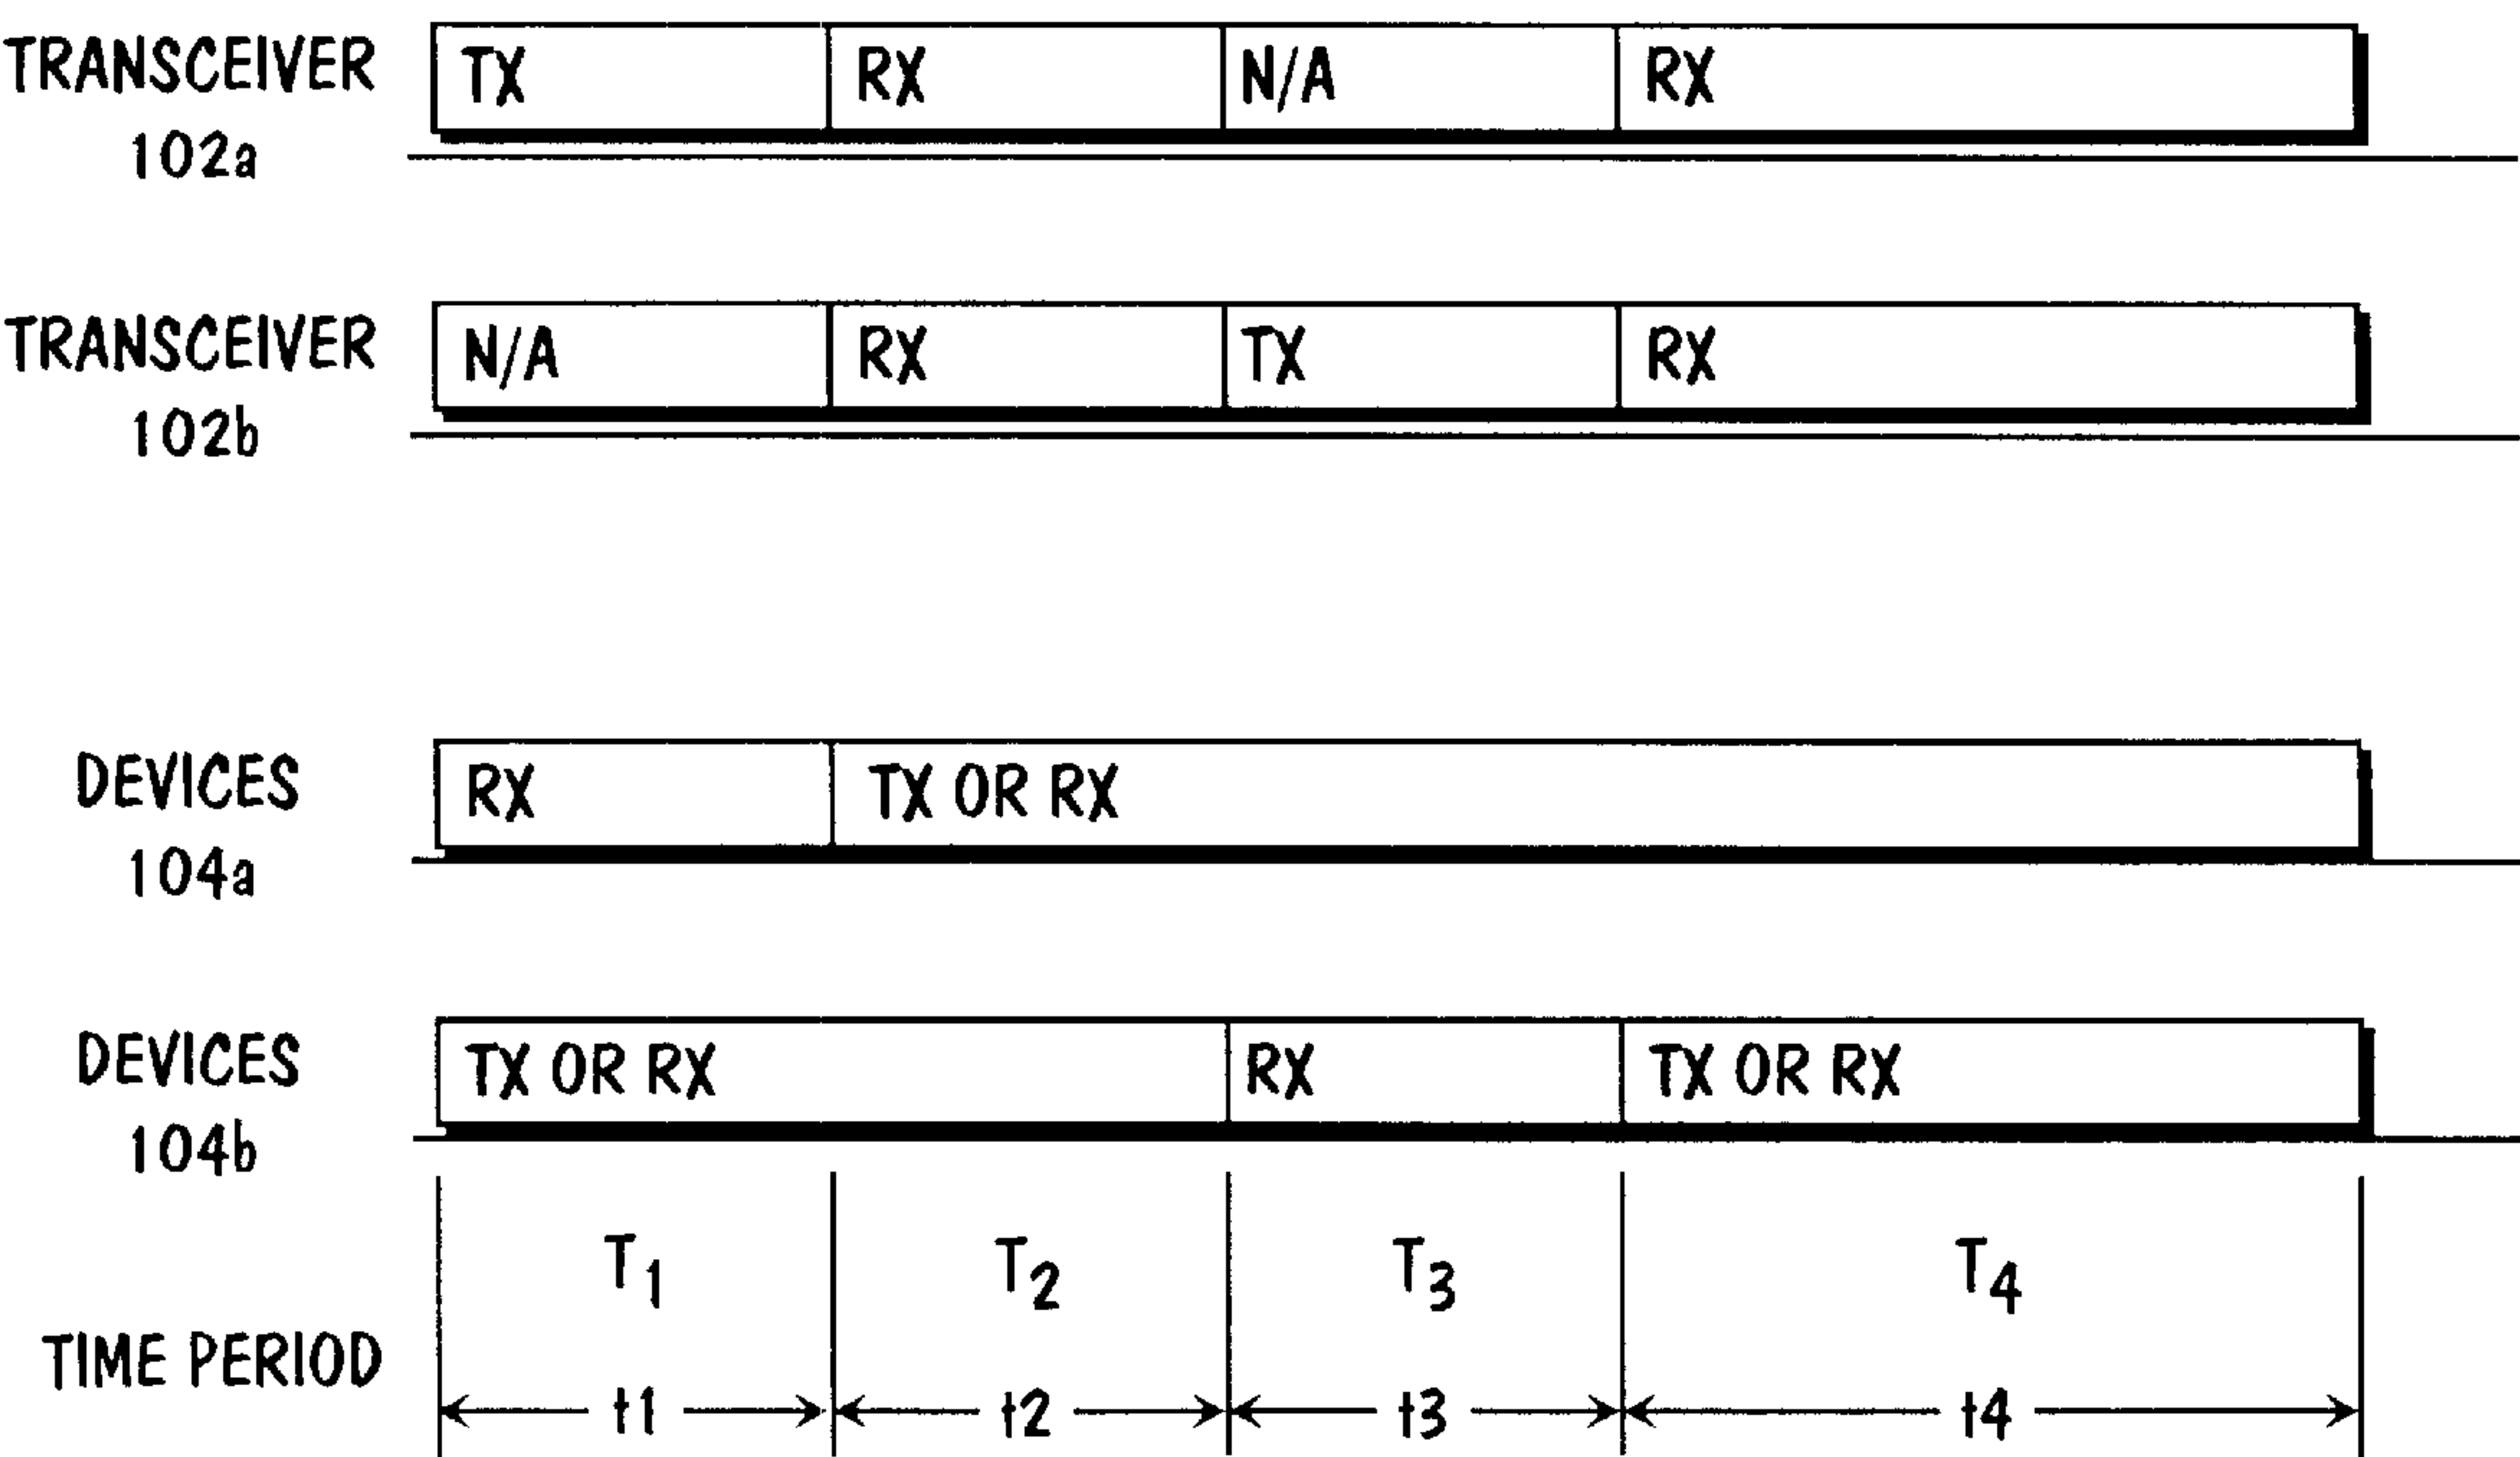 TRANSCEIVER
102a
TX RX N/A RX
TRANSCEIVER
102b
N/A RX TX RX
DEVICES
104a
RX TX OR RX
DEVICES
104b
TX OR RX RX TX OR RX
T1 T2 T3 T4
TIME PERIOD
t1 t2 t3 t4